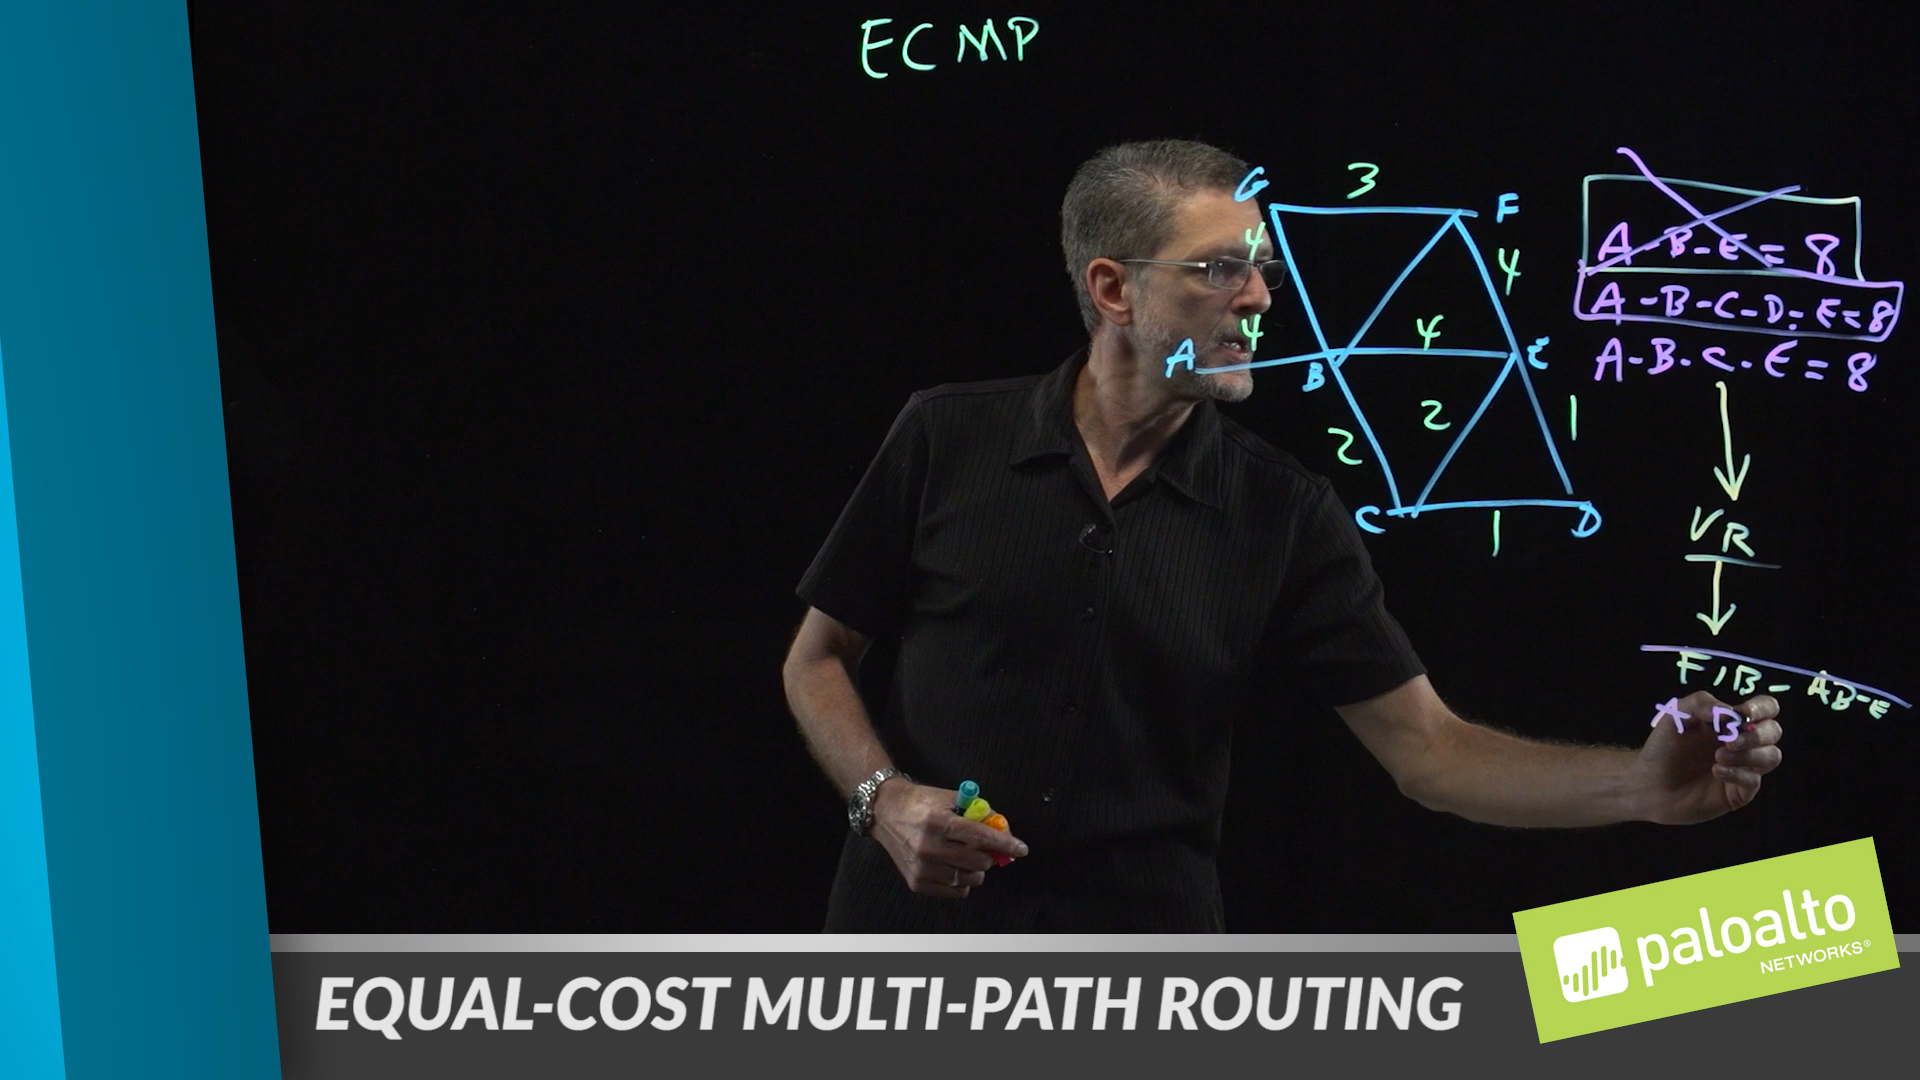 ECMP
G
3
F
4
4
4
4
A
B
E
2
2
1
C
1
D
A-B-E = 8
A-B-C-D-E=8
A-B-C-E=8
VR
FIB- AB-E
A B
EQUAL-COST MULTI-PATH ROUTING
paloalto
NETWORKS®